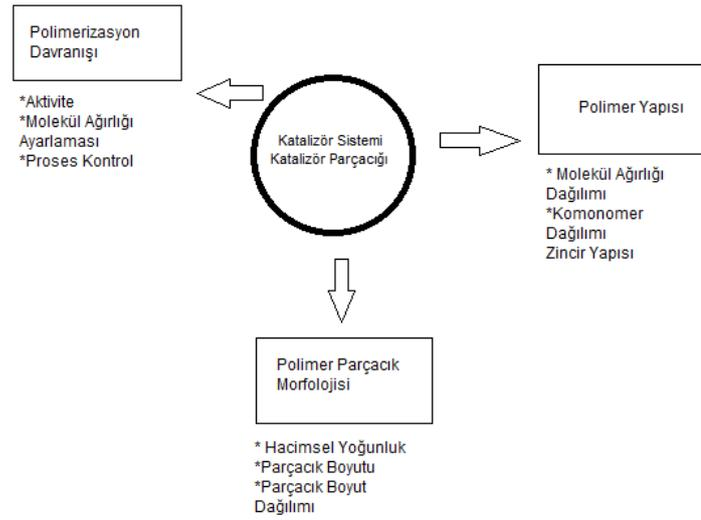 Polimerizasyon
Davranışı
*Aktivite
*Molekül Ağırlığı
Ayarlaması
*Proses Kontrol
Katalizör Sistemi
Katalizör Parçacığı
Polimer Yapısı
* Molekül Ağırlığı
Dağılımı
*Komonomer
Dağılımı
Zincir Yapısı
Polimer Parçacık
Morfolojisi
* Hacimsel Yoğunluk
*Parçacık Boyutu
*Parçacık Boyut
Dağılımı